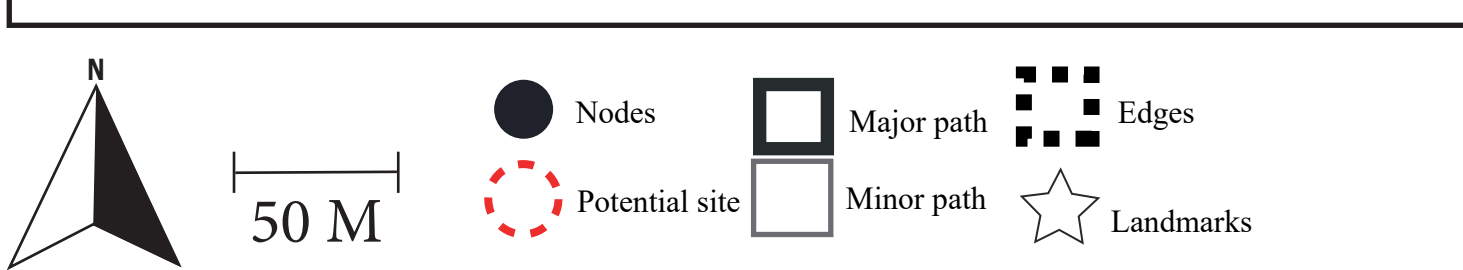 N
50 M
Nodes
Potential site
Major path
Minor path
Edges
Landmarks